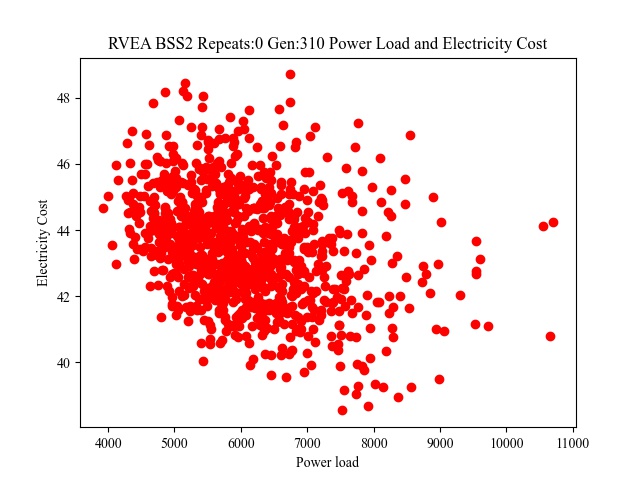 RVEA BSS2 Repeats:0 Gen:310 Power Load and Electricity Cost
48
46
44
42
40
Electricity Cost
4000 5000 6000 7000 8000 9000 10000 11000
Power load